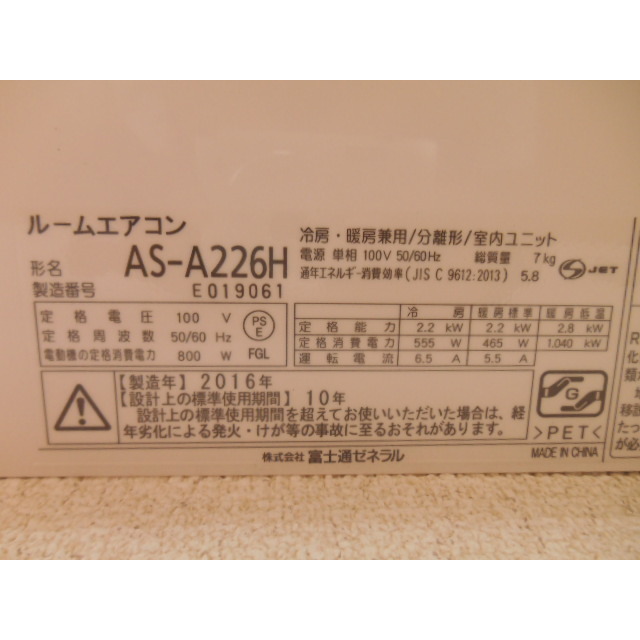 ルームエアコン
形名 AS-A226H
製造番号 E019061
冷房・暖房兼用/分離形/室内ユニット
電源 単相 100V 50/60Hz 総質量 7kg
通年エネルギー消費効率(JIS C 9612:2013) 5.8
JET
定格電圧 100 V
定格周波数 50/60 Hz
電動機の定格消費電力 800 W
PS
E
FGL
冷房 暖房標準 暖房低温
定格能力 2.2 kW 2.2 kW 2.8 kW
定格消費電力 555 W 465 W 1,040 kW
運転電流 6.5 A 5.5 A
【製造年】2016年
【設計上の標準使用期間】10年
設計上の標準使用期間を超えてお使いいただいた場合は、経
年劣化による発火・けが等の事故に至るおそれがあります。
G
>PET<
株式会社 富士通ゼネラル
MADE IN CHINA
R
化
類が
か
移設
たっ
が必